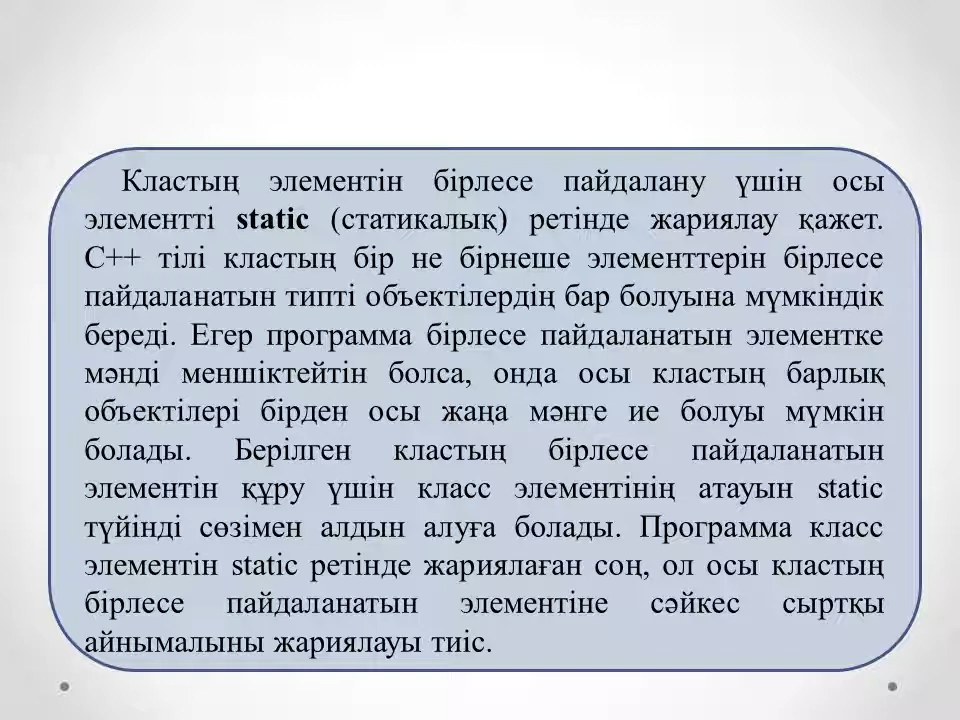 Кластың элементін бірлесе пайдалану үшін осы
элементті static (статикалық) ретінде жариялау қажет.
С++ тілі кластың бір не бірнеше элементтерін бірлесе
пайдаланатын типті объектілердің бар болуына мүмкіндік
береді. Егер программа бірлесе пайдаланатын элементке
мәнді меншіктейтін болса, онда осы кластың барлық
объектілері бірден осы жаңа мәнге ие болуы мүмкін
болады. Берілген кластың бірлесе пайдаланатын
элементін құру үшін класс элементінің атауын static
түйінді сөзімен алдын алуға болады. Программа класс
элементін static ретінде жариялаған соң, ол осы кластың
бірлесе пайдаланатын элементіне сәйкес сыртқы
айнымалыны жариялауы тиіс.